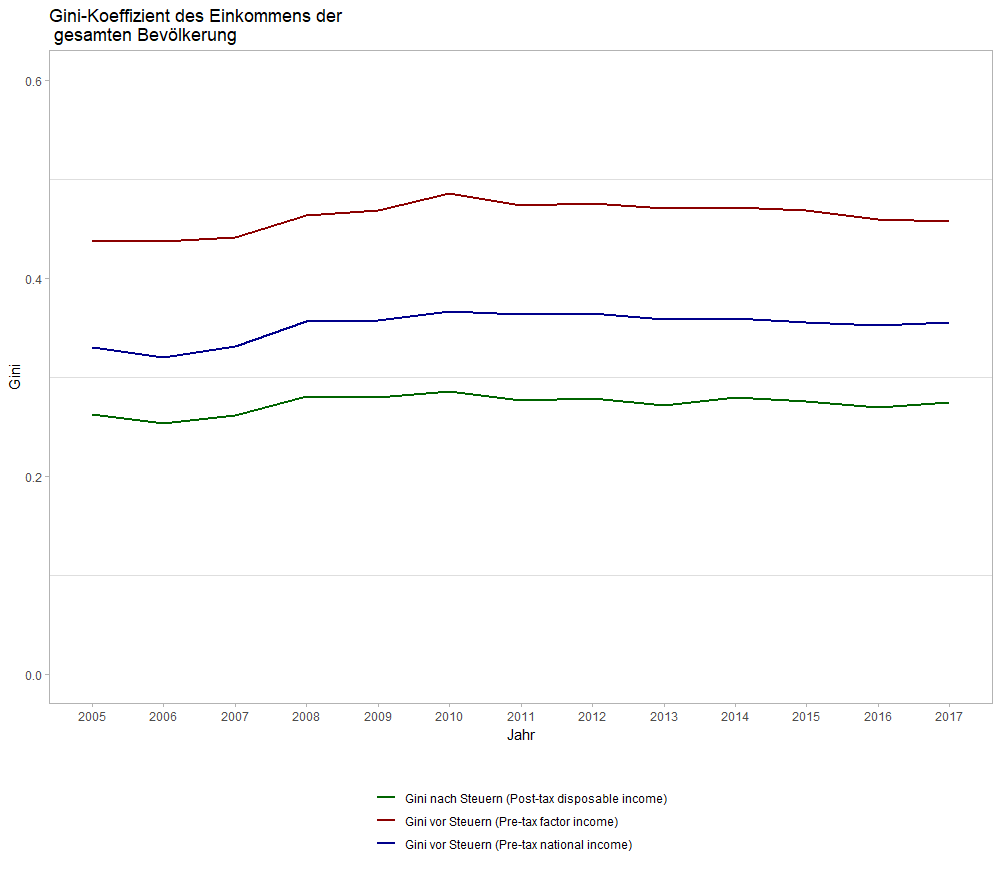 Gini-Koeffizient des Einkommens der
gesamten Bevölkerung
0.6
0.4
0.2
0.0
Gini
2005 2006 2007 2008 2009 2010 2011 2012 2013 2014 2015 2016 2017
Jahr
Gini nach Steuern (Post-tax disposable income)
Gini vor Steuern (Pre-tax factor income)
Gini vor Steuern (Pre-tax national income)